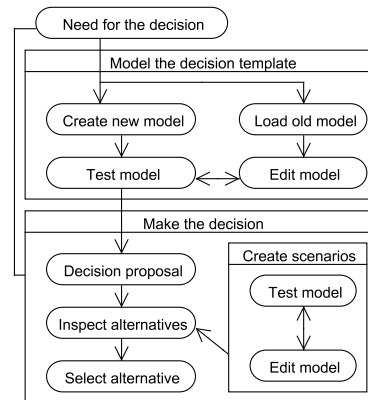 Need for the decision
Model the decision template
Create new model
Load old model
Test model
Edit model
Make the decision
Decision proposal
Create scenarios
Test model
Inspect alternatives
Edit model
Select alternative